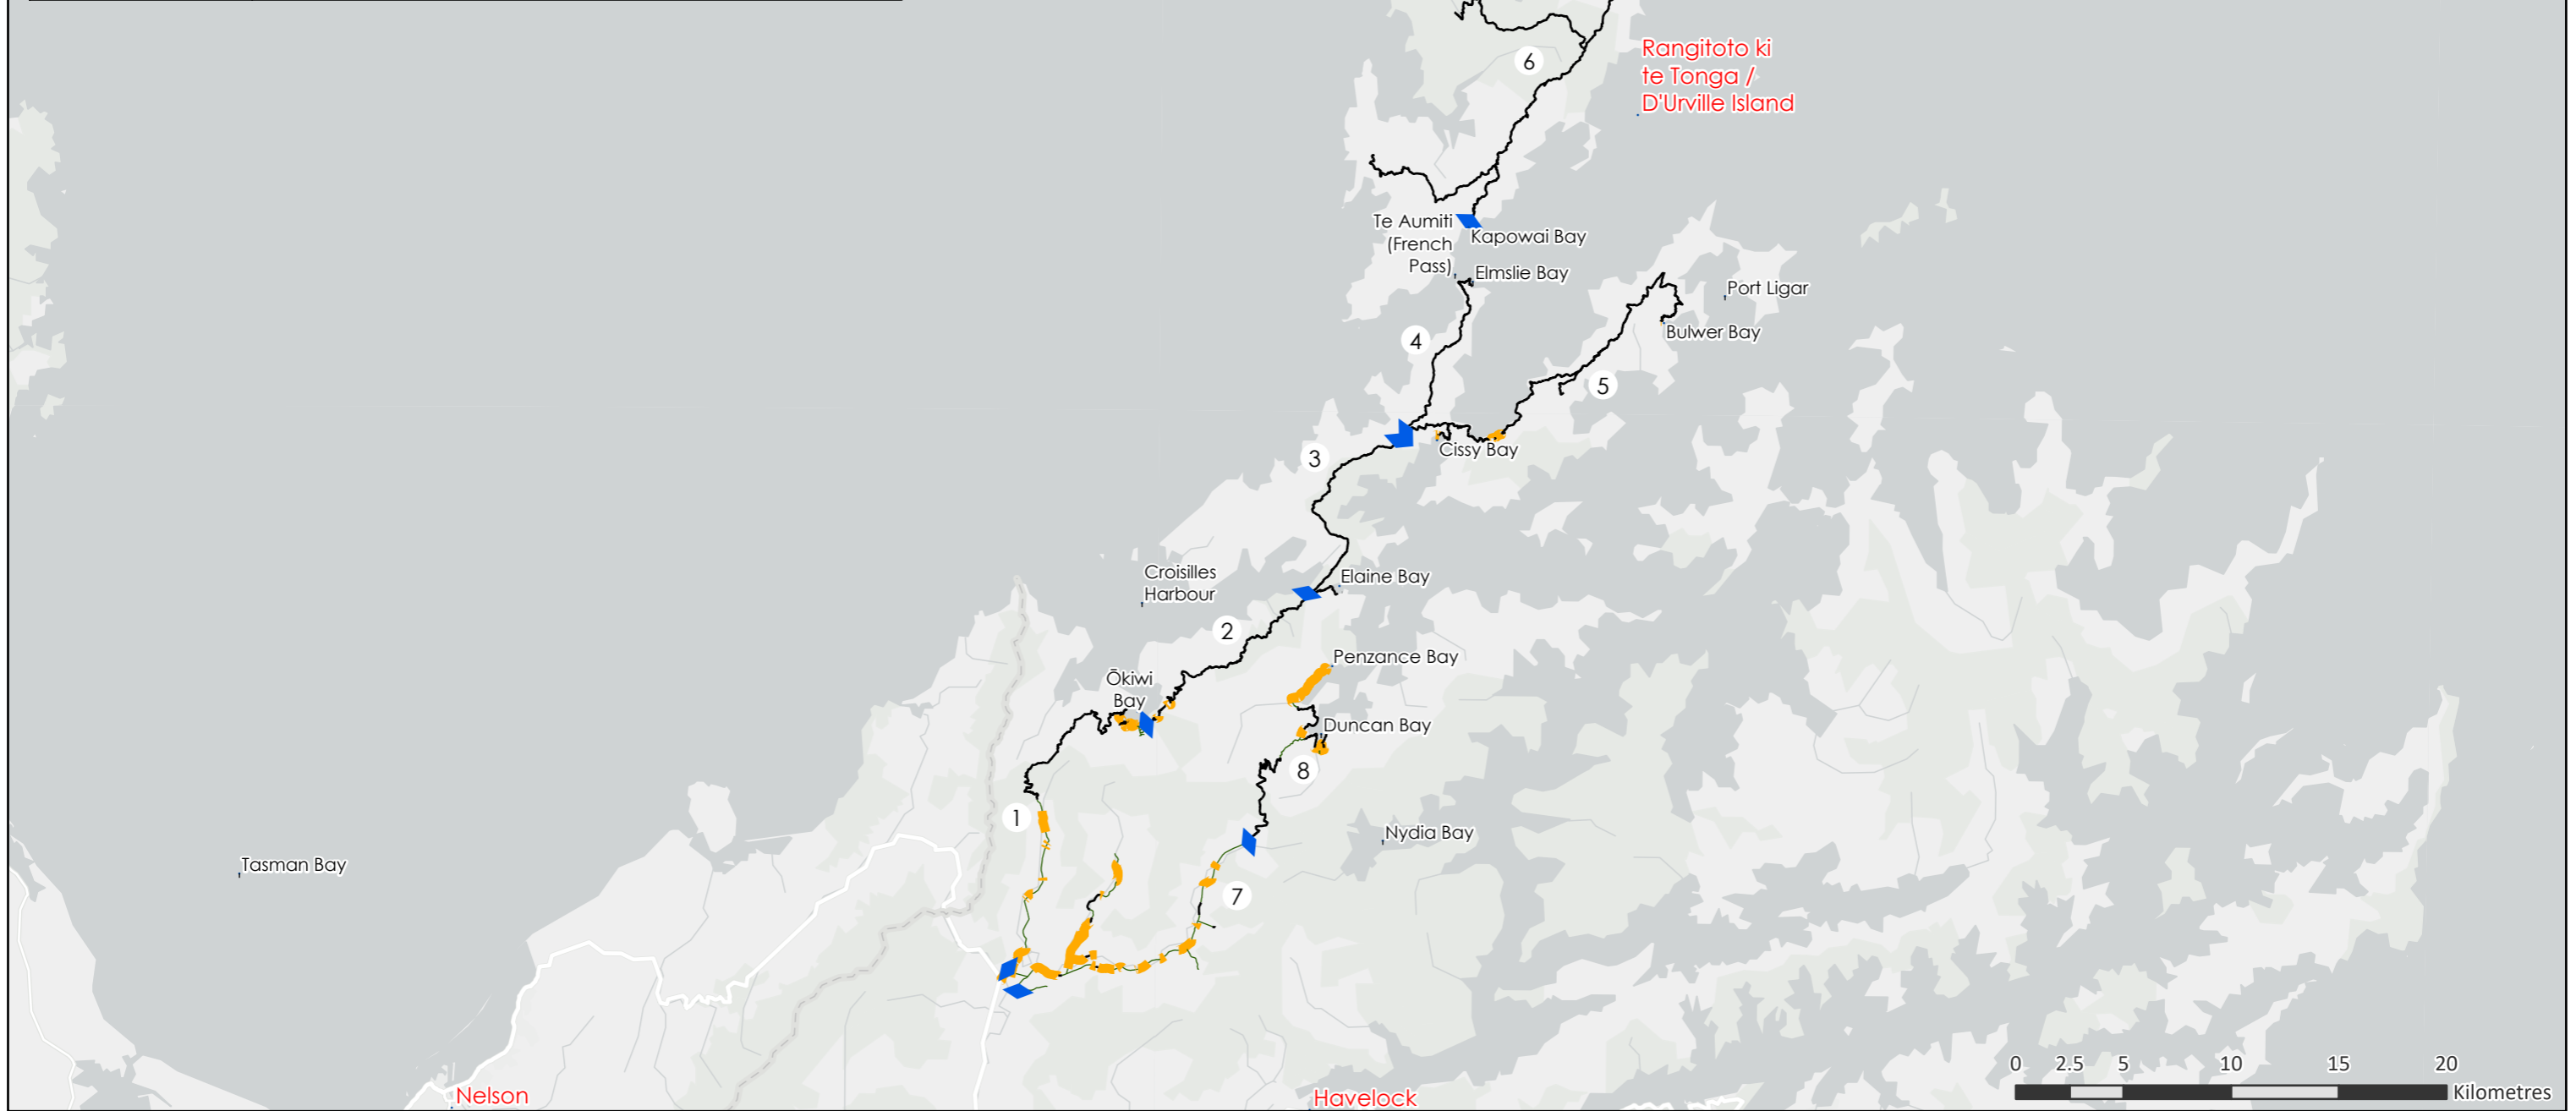 Rangitoto ki
te Tonga /
D'Urville Island
6
Te Aumiti
(French
Pass)
Kapowai Bay
Elmslie Bay
Port Ligar
Bulwer Bay
4
5
Cissy Bay
3
Croisilles
Harbour
Elaine Bay
2
Penzance Bay
Ōkiwi
Bay
Duncan Bay
8
1
Nydia Bay
Tasman Bay
7
0 2.5 5 10 15 20
Kilometres
Nelson
Havelock